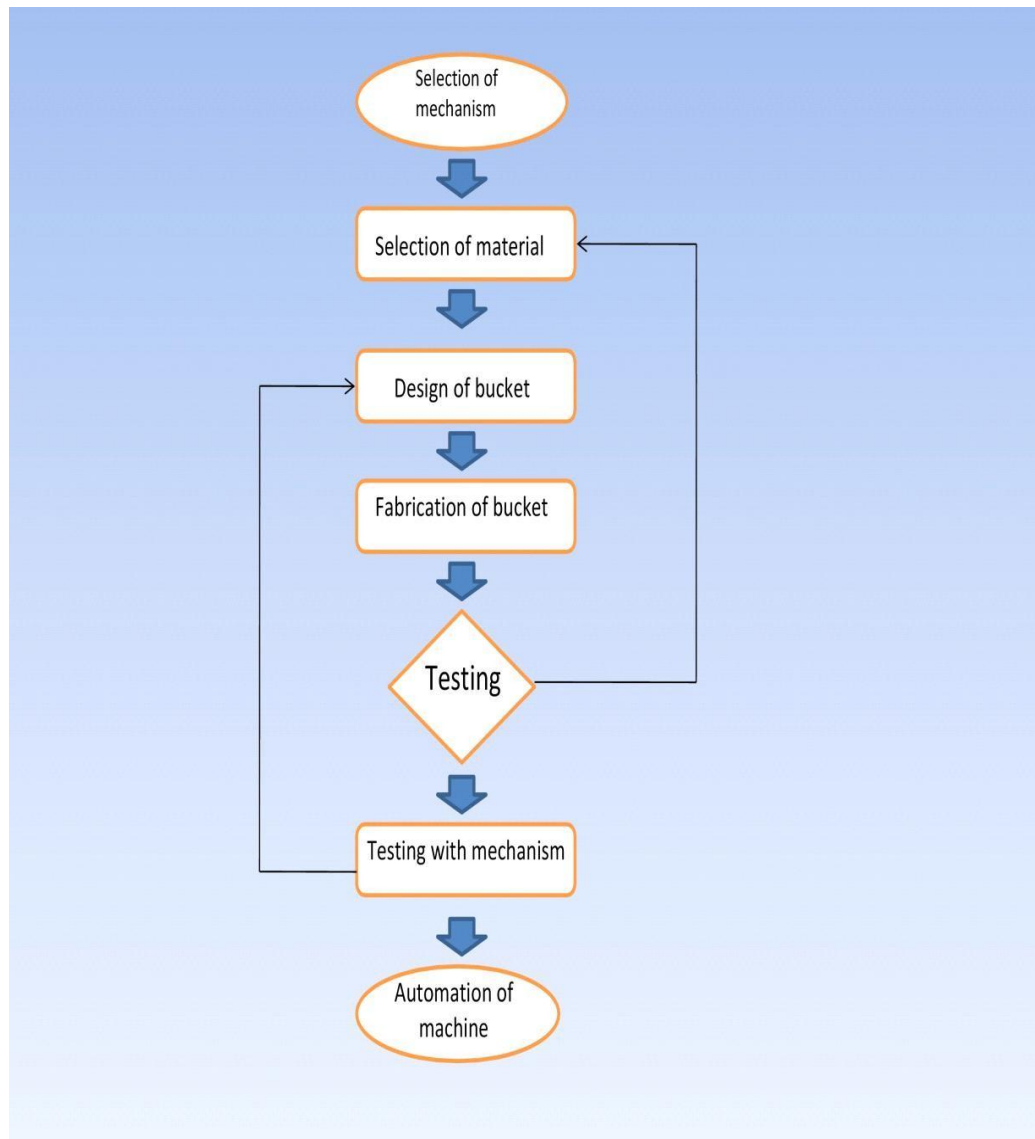 Selection of
mechanism
Selection of material
Design of bucket
Fabrication of bucket
Testing
Testing with mechanism
Automation of
machine